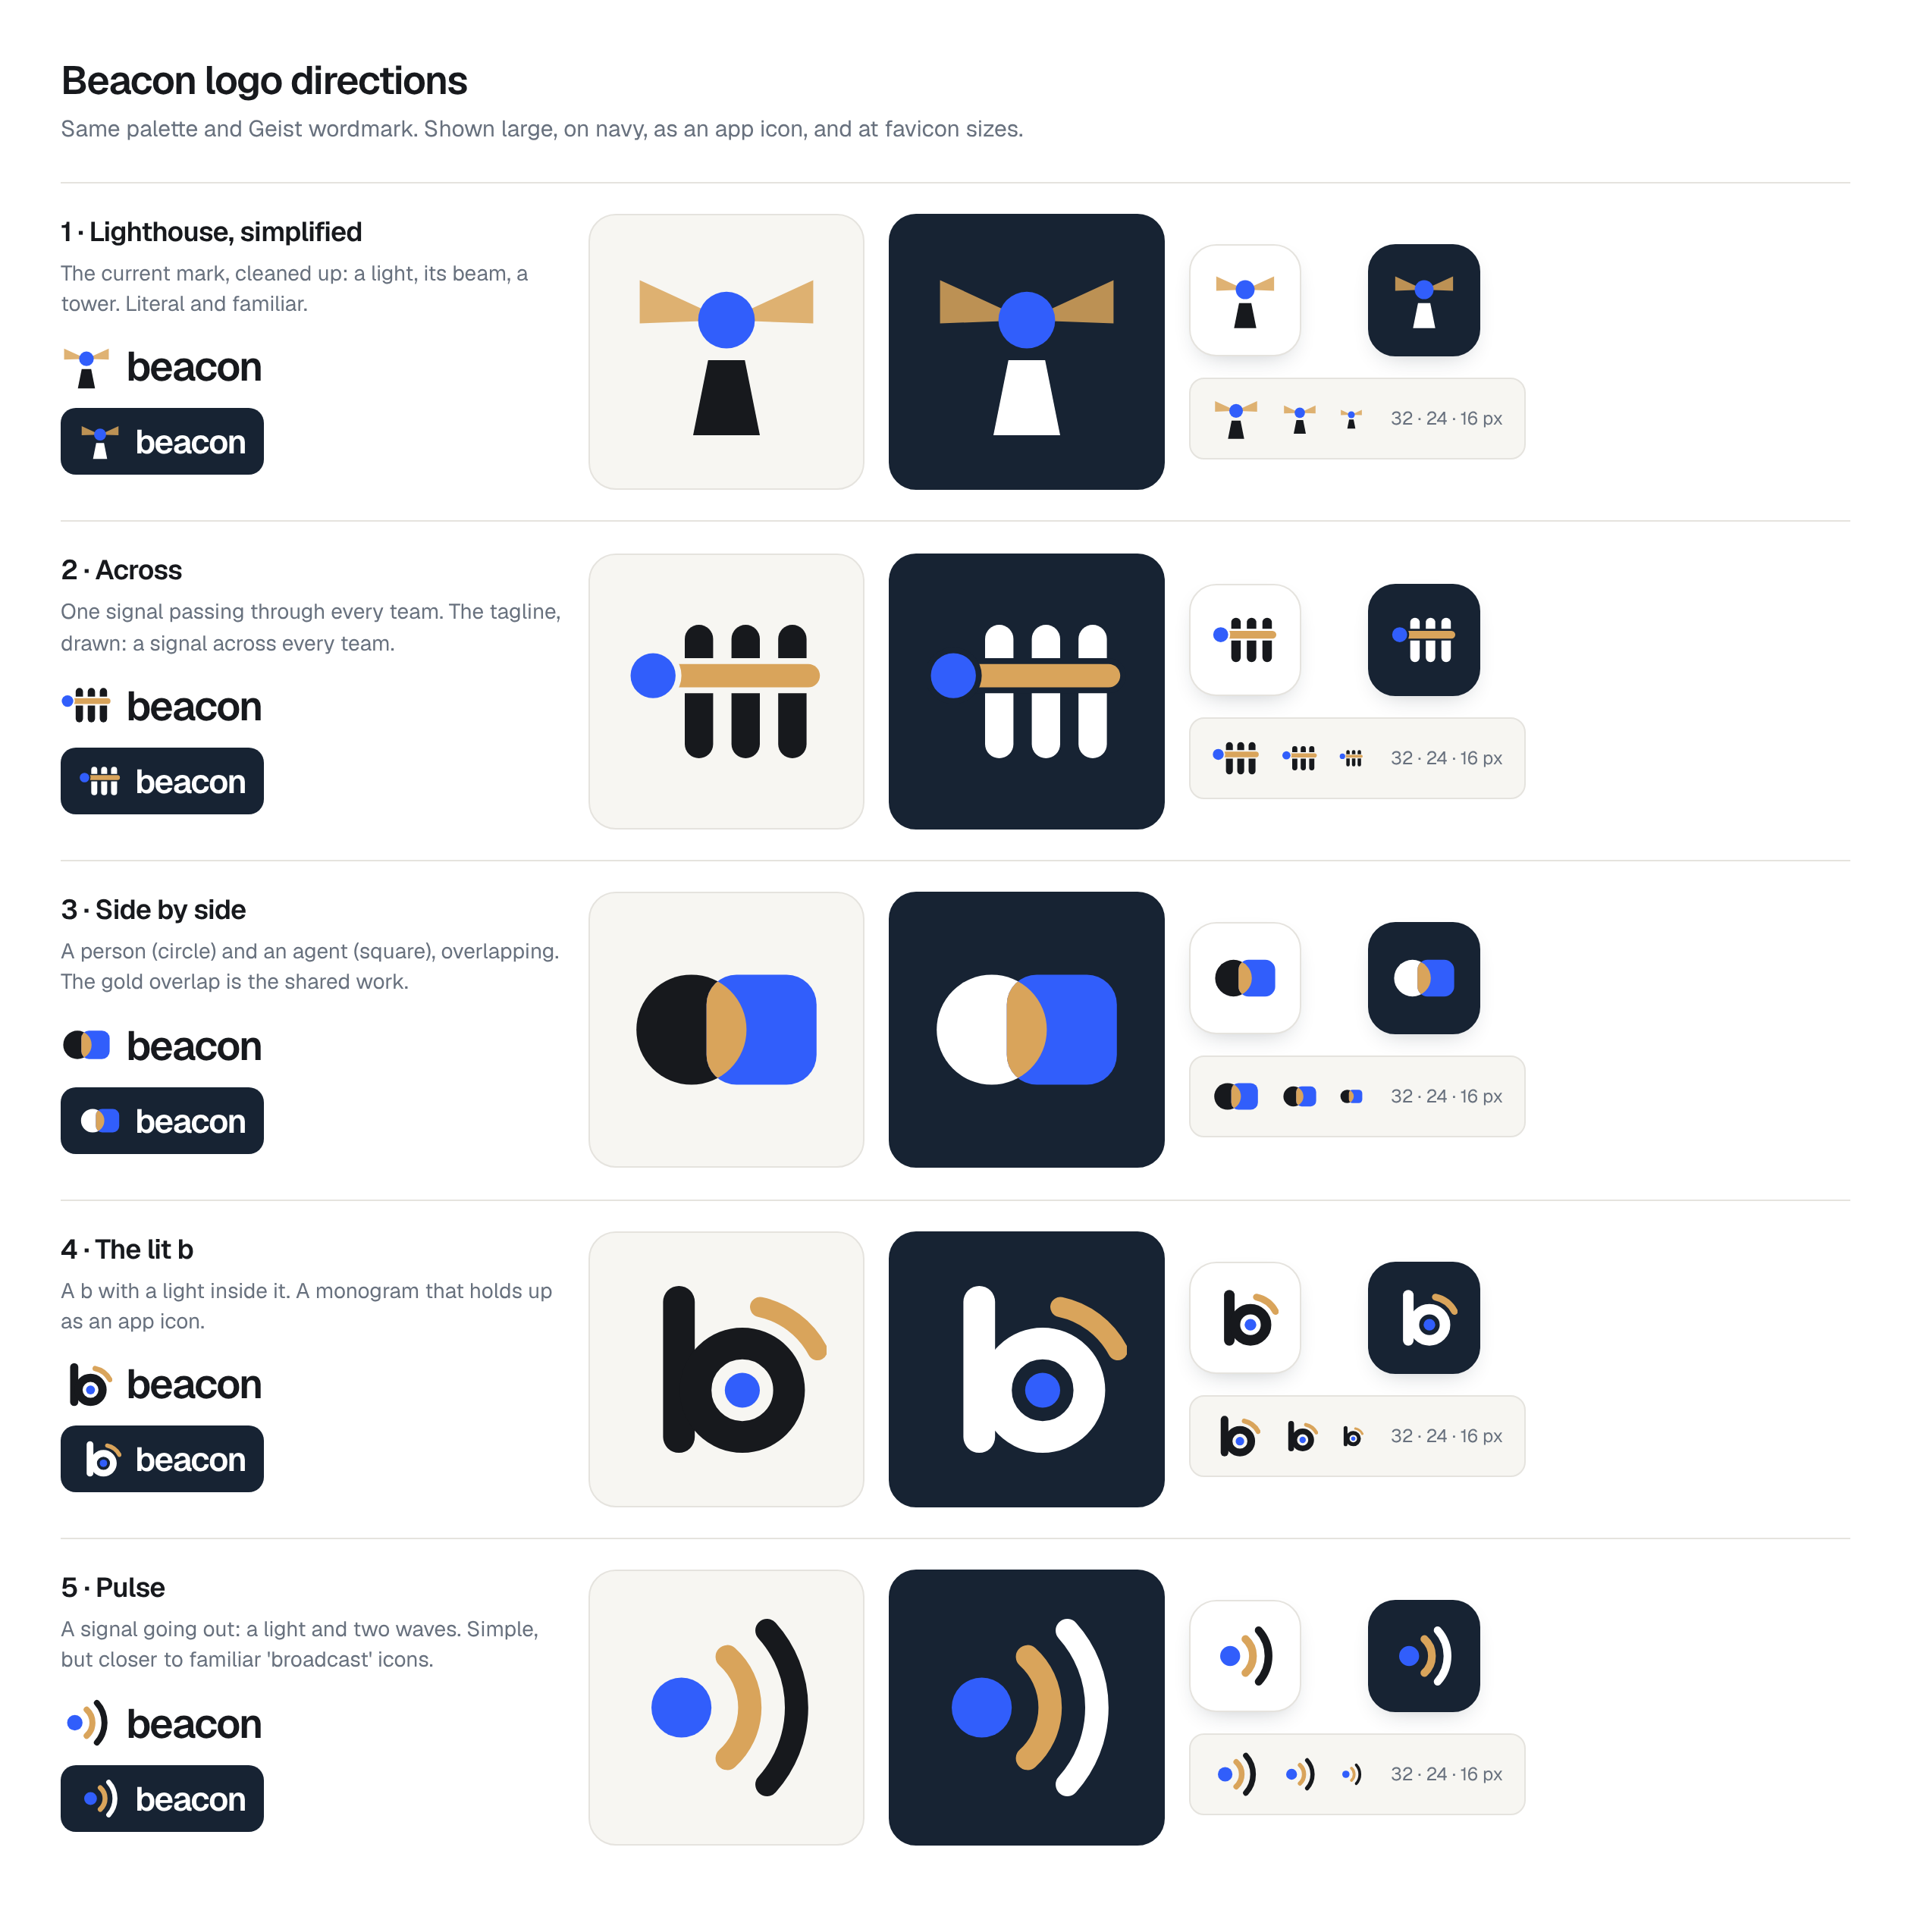 Beacon logo directions
Same palette and Geist wordmark. Shown large, on navy, as an app icon, and at favicon sizes.
1 · Lighthouse, simplified
The current mark, cleaned up: a light, its beam, a
tower. Literal and familiar.
beacon
beacon
32 · 24 · 16 px
2 · Across
One signal passing through every team. The tagline,
drawn: a signal across every team.
beacon
beacon
32 · 24 · 16 px
3 · Side by side
A person (circle) and an agent (square), overlapping.
The gold overlap is the shared work.
beacon
beacon
32 · 24 · 16 px
4 · The lit b
A b with a light inside it. A monogram that holds up
as an app icon.
beacon
beacon
b
b
b
b
32 · 24 · 16 px
5 · Pulse
A signal going out: a light and two waves. Simple,
but closer to familiar 'broadcast' icons.
beacon
beacon
32 · 24 · 16 px